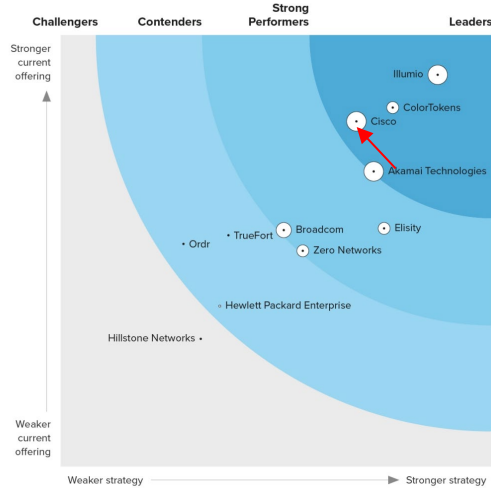 Challengers
Contenders
Strong
Performers
Leaders
Stronger
current
offering
Illumio
ColorTokens
Cisco
Akamai Technologies
Elisity
Broadcom
TrueFort
Ordr
Zero Networks
Hewlett Packard Enterprise
Hillstone Networks
Weaker
current
offering
Weaker strategy
Stronger strategy